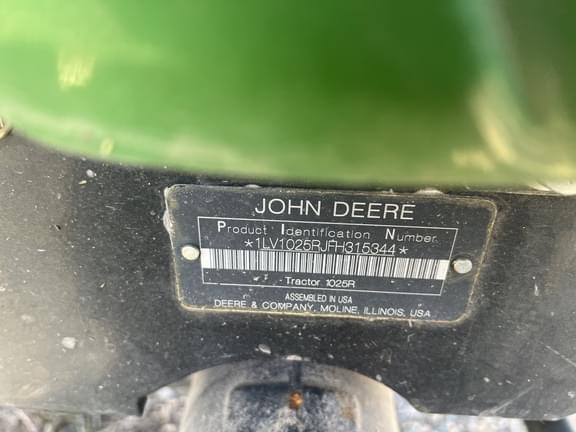 JOHN DEERE
Product Identification Number
*1LV1025RJFH315344*
Tractor 1025R
ASSEMBLED IN USA
DEERE & COMPANY, MOLINE, ILLINOIS, USA